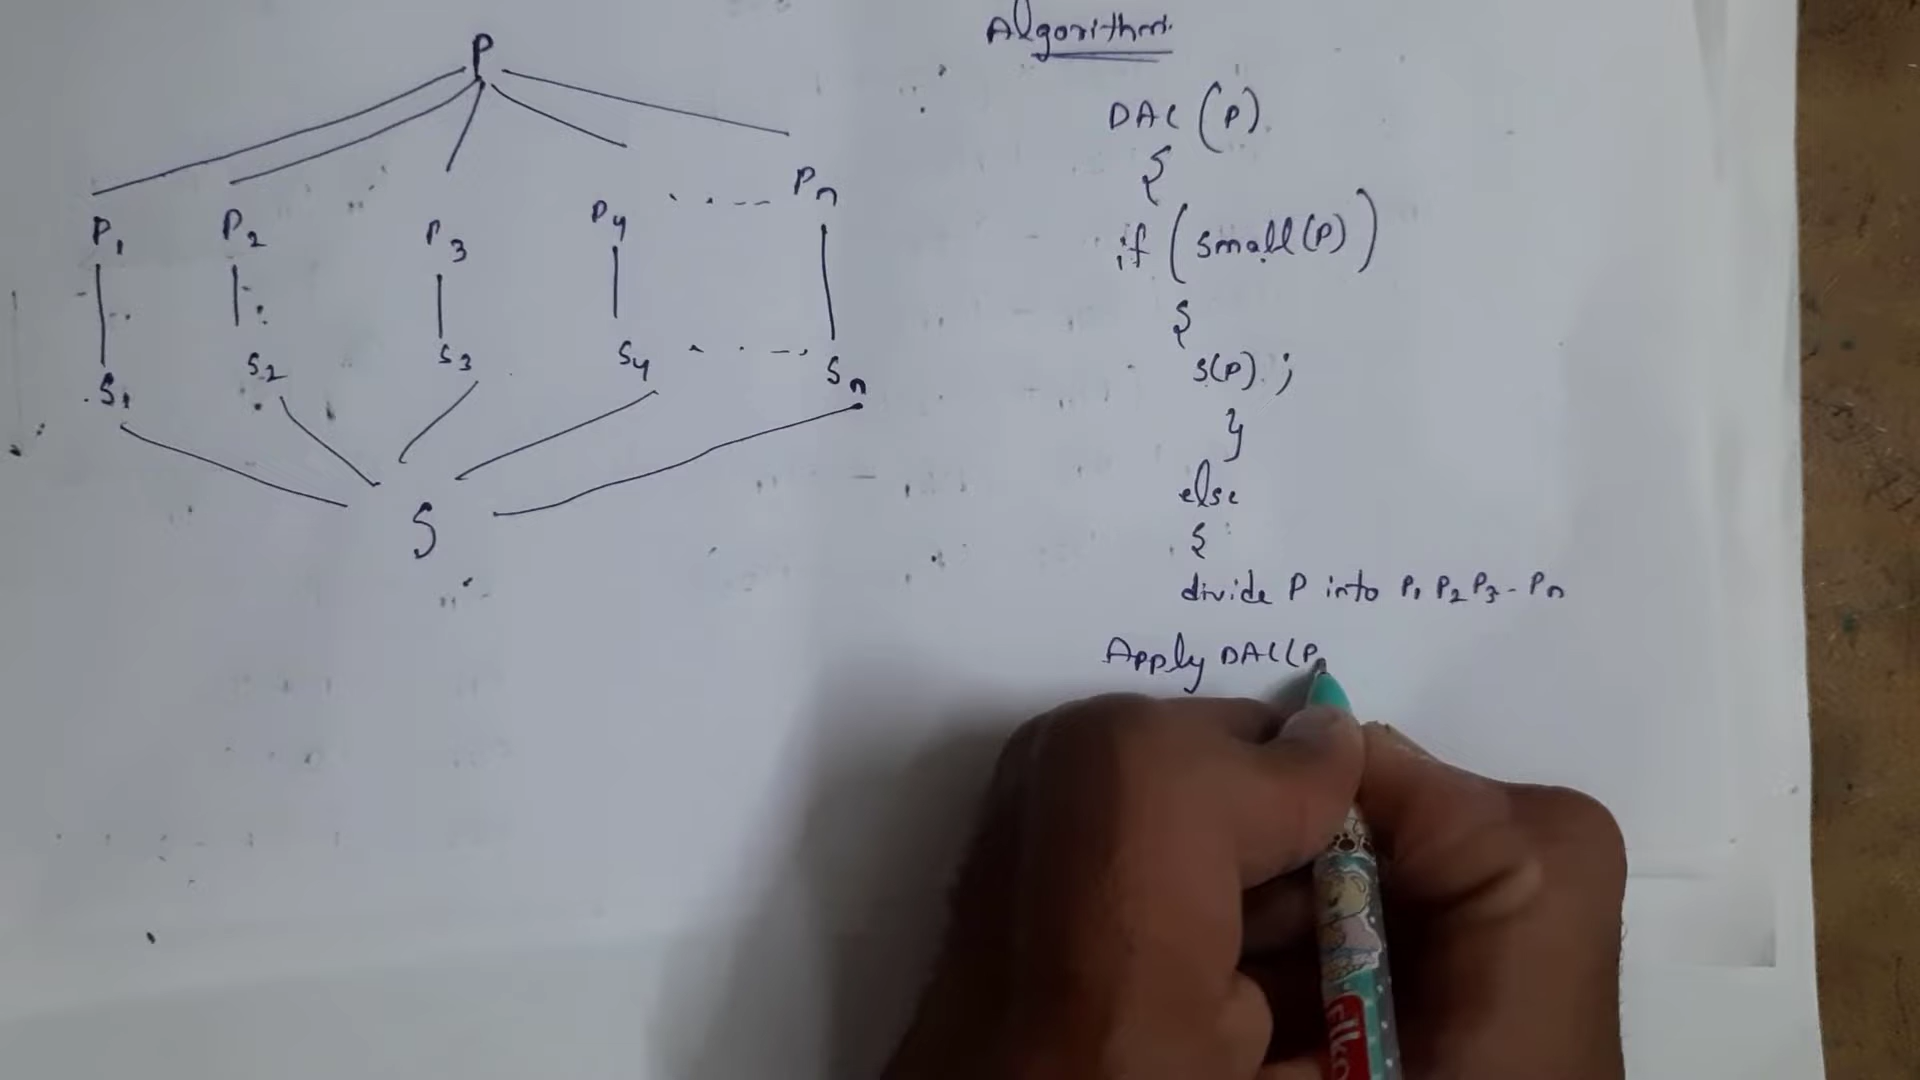 P
P1 P2 P3 P4 ..... Pn
S1 S2 S3 S4 ..... Sn
S
Algorithm
DAC (P)
{
if (small(P))
{
S(P) ;
}
else
{
divide P into P1 P2 P3 - Pn
Apply DAC(P